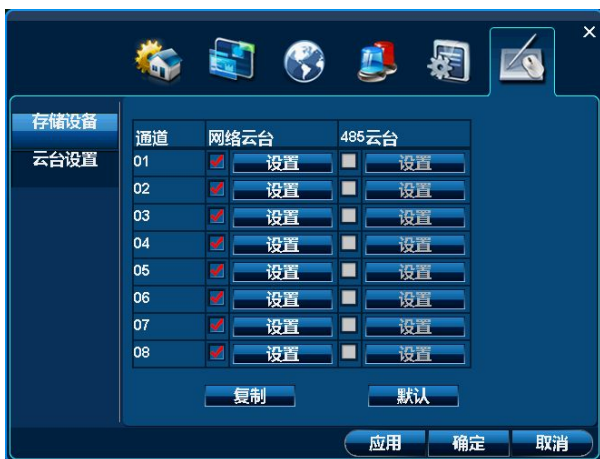 存储设备
云台设置
通道 网络云台 485云台
01 设置 设置
02 设置 设置
03 设置 设置
04 设置 设置
05 设置 设置
06 设置 设置
07 设置 设置
08 设置 设置
复制 默认
应用 确定 取消